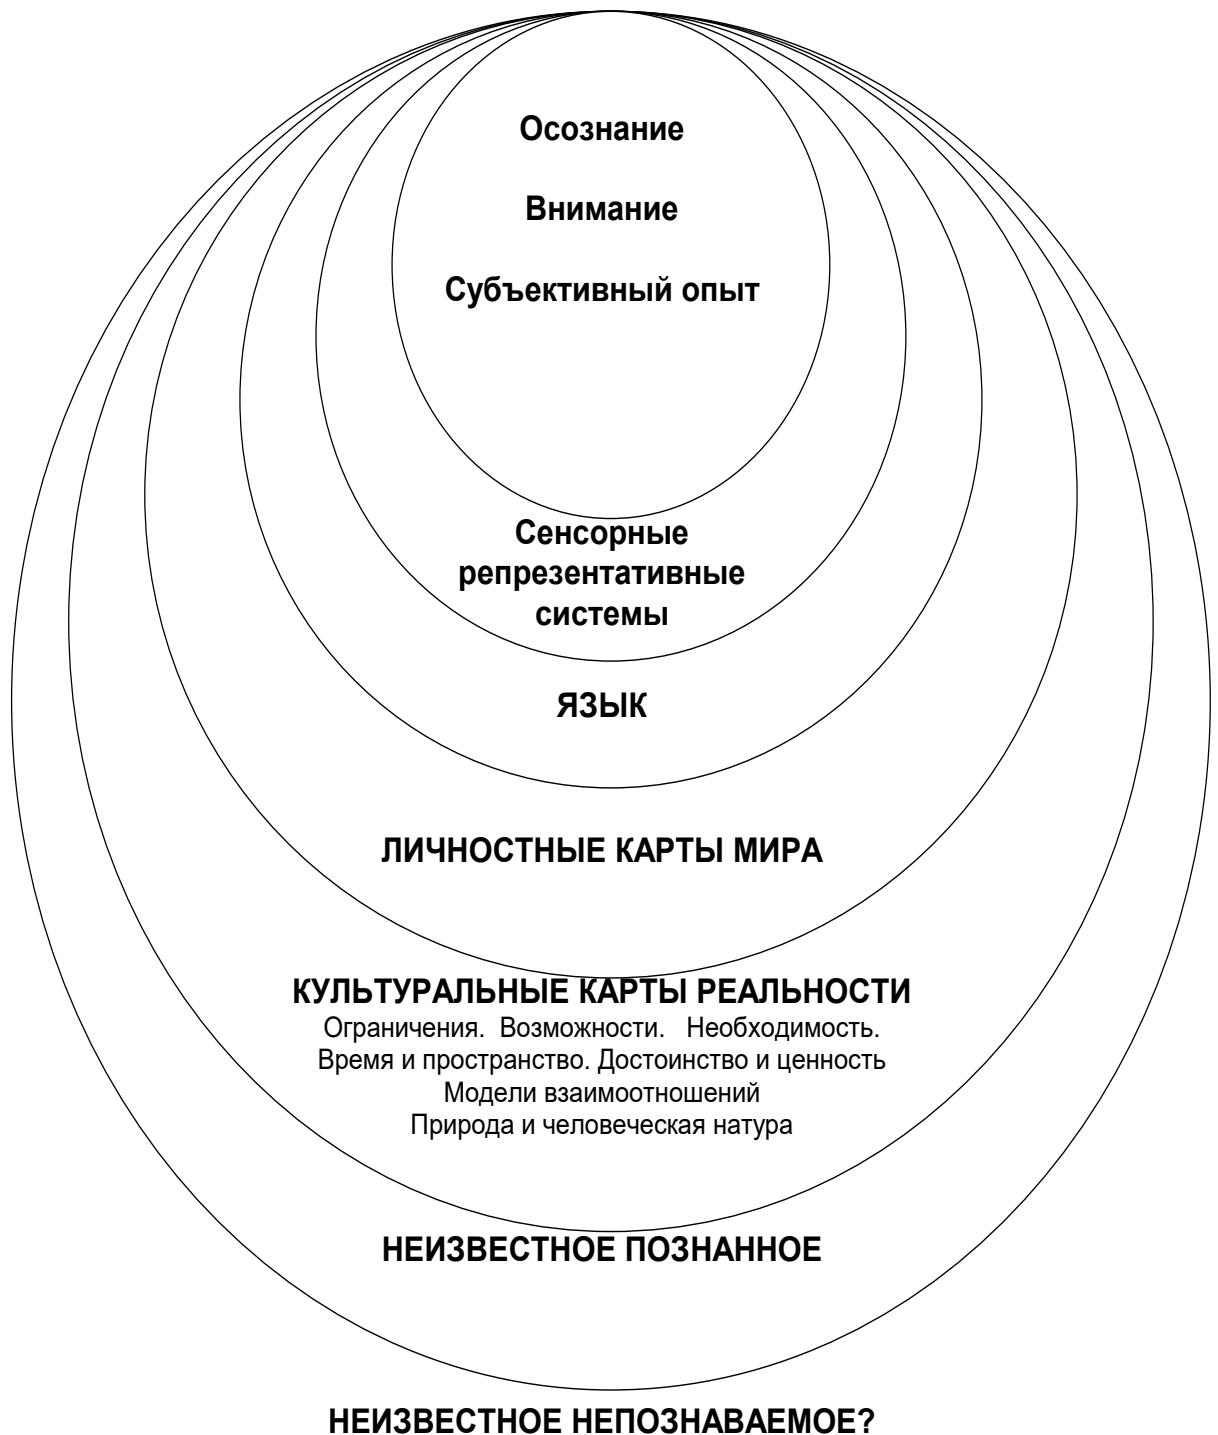 Осознание
Внимание
Субъективный опыт
Сенсорные
репрезентативные
системы
ЯЗЫК
ЛИЧНОСТНЫЕ КАРТЫ МИРА
КУЛЬТУРАЛЬНЫЕ КАРТЫ РЕАЛЬНОСТИ
Ограничения. Возможности. Необходимость.
Время и пространство. Достоинство и ценность
Модели взаимоотношений
Природа и человеческая натура
НЕИЗВЕСТНОЕ ПОЗНАННОЕ
НЕИЗВЕСТНОЕ НЕПОЗНАВАЕМОЕ?